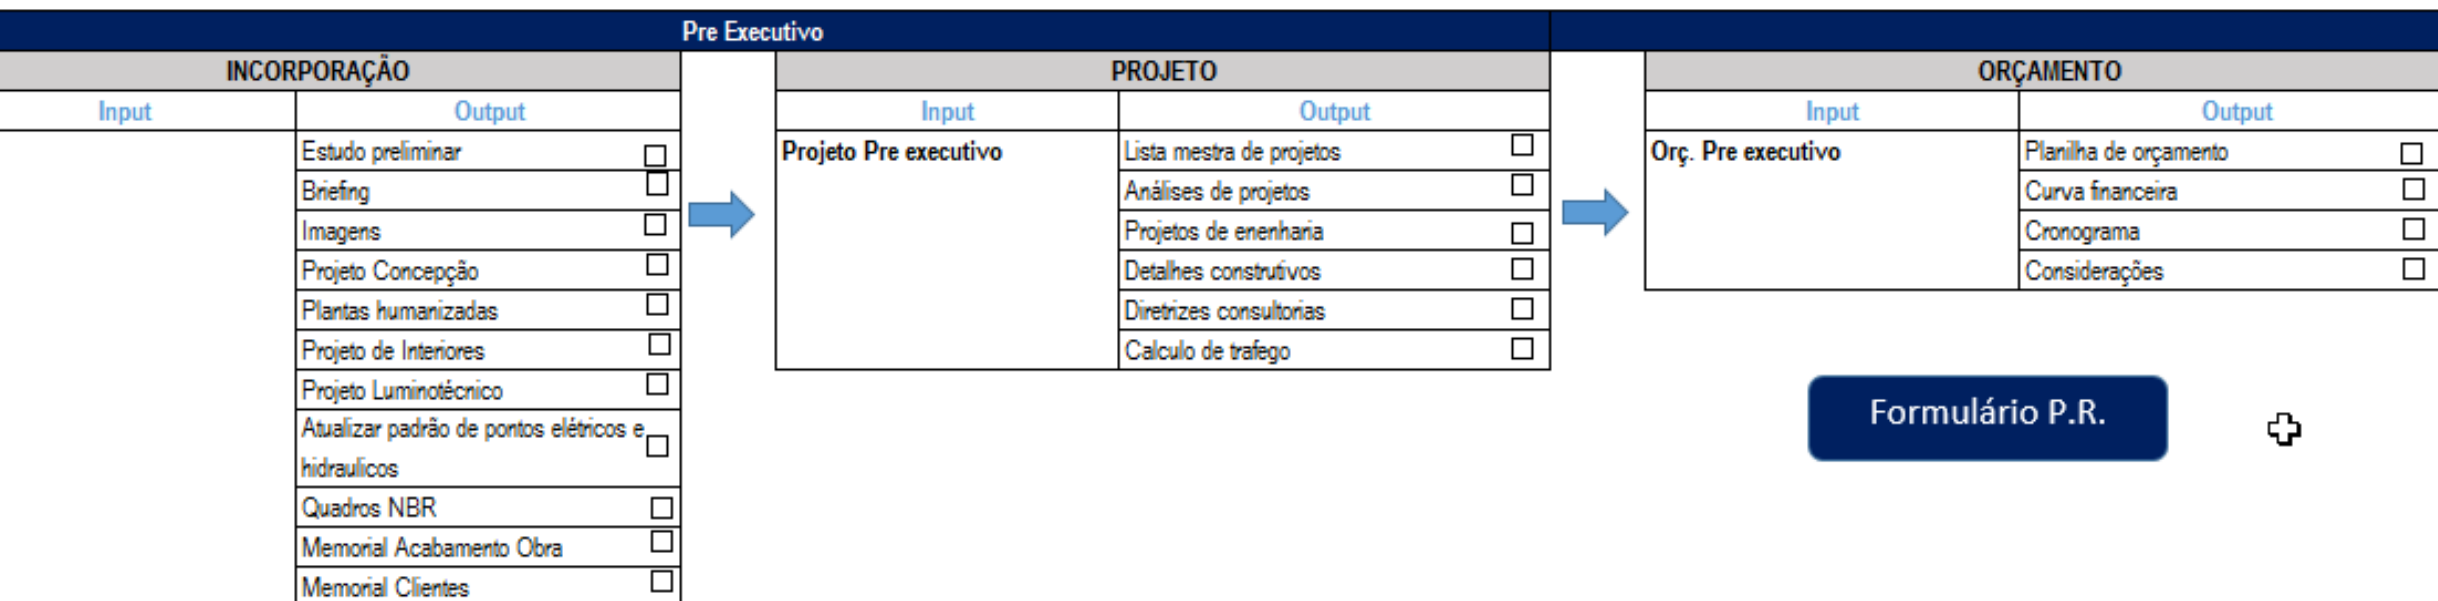 Pre Executivo
INCORPORAÇÃO
Input
Output
Estudo preliminar
Briefing
Imagens
Projeto Concepção
Plantas humanizadas
Projeto de Interiores
Projeto Luminotécnico
Atualizar padrão de pontos elétricos e
hidraulicos
Quadros NBR
Memorial Acabamento Obra
Memorial Clientes
PROJETO
Input
Output
Projeto Pre executivo
Lista mestra de projetos
Análises de projetos
Projetos de enenharia
Detalhes construtivos
Diretrizes consultorias
Calculo de trafego
ORÇAMENTO
Input
Output
Orç. Pre executivo
Planilha de orçamento
Curva financeira
Cronograma
Considerações
Formulário P.R.